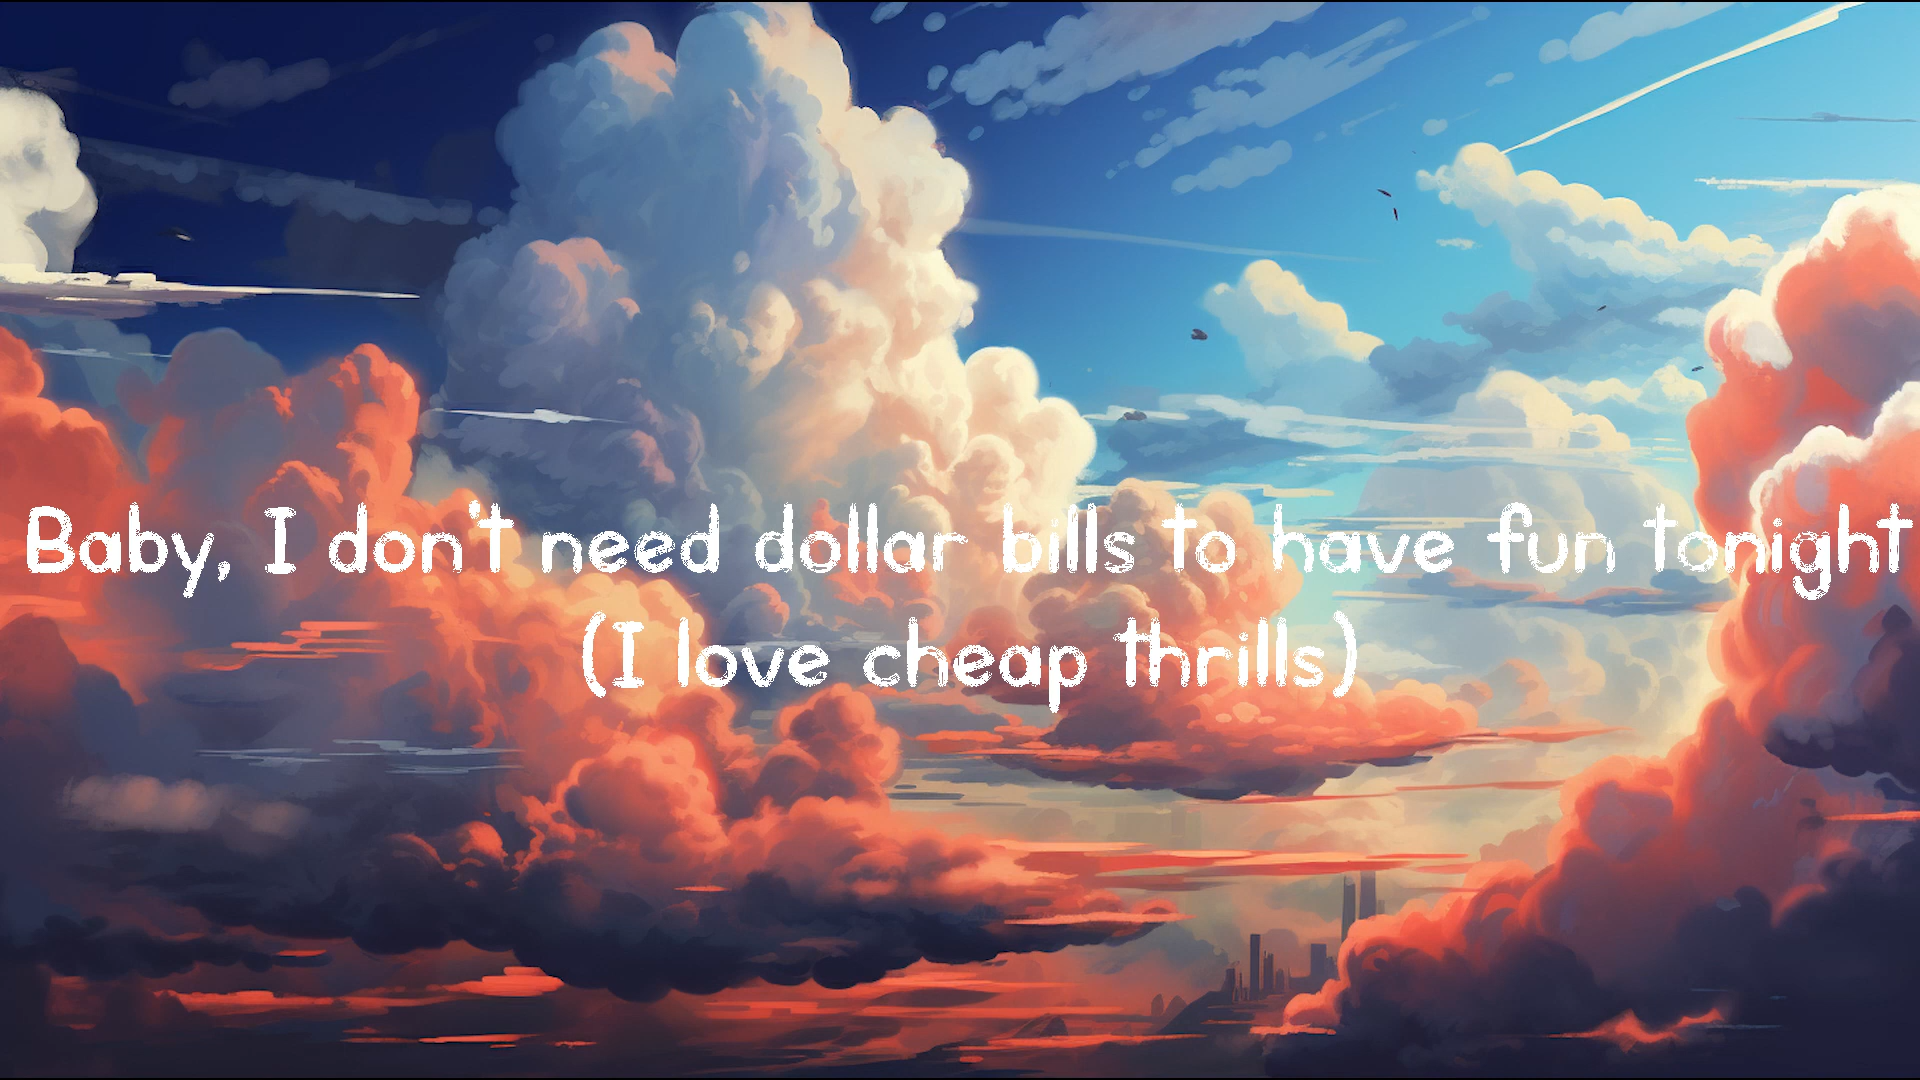 Baby, I don't need dollar bills to have fun tonight
(I love cheap thrills)